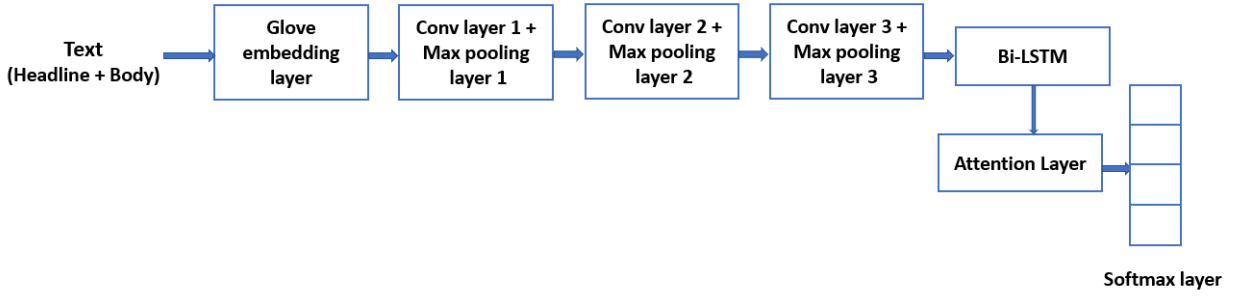 Text
(Headline + Body)
Glove
embedding
layer
Conv layer 1 +
Max pooling
layer 1
Conv layer 2 +
Max pooling
layer 2
Conv layer 3 +
Max pooling
layer 3
Bi-LSTM
Attention Layer
Softmax layer